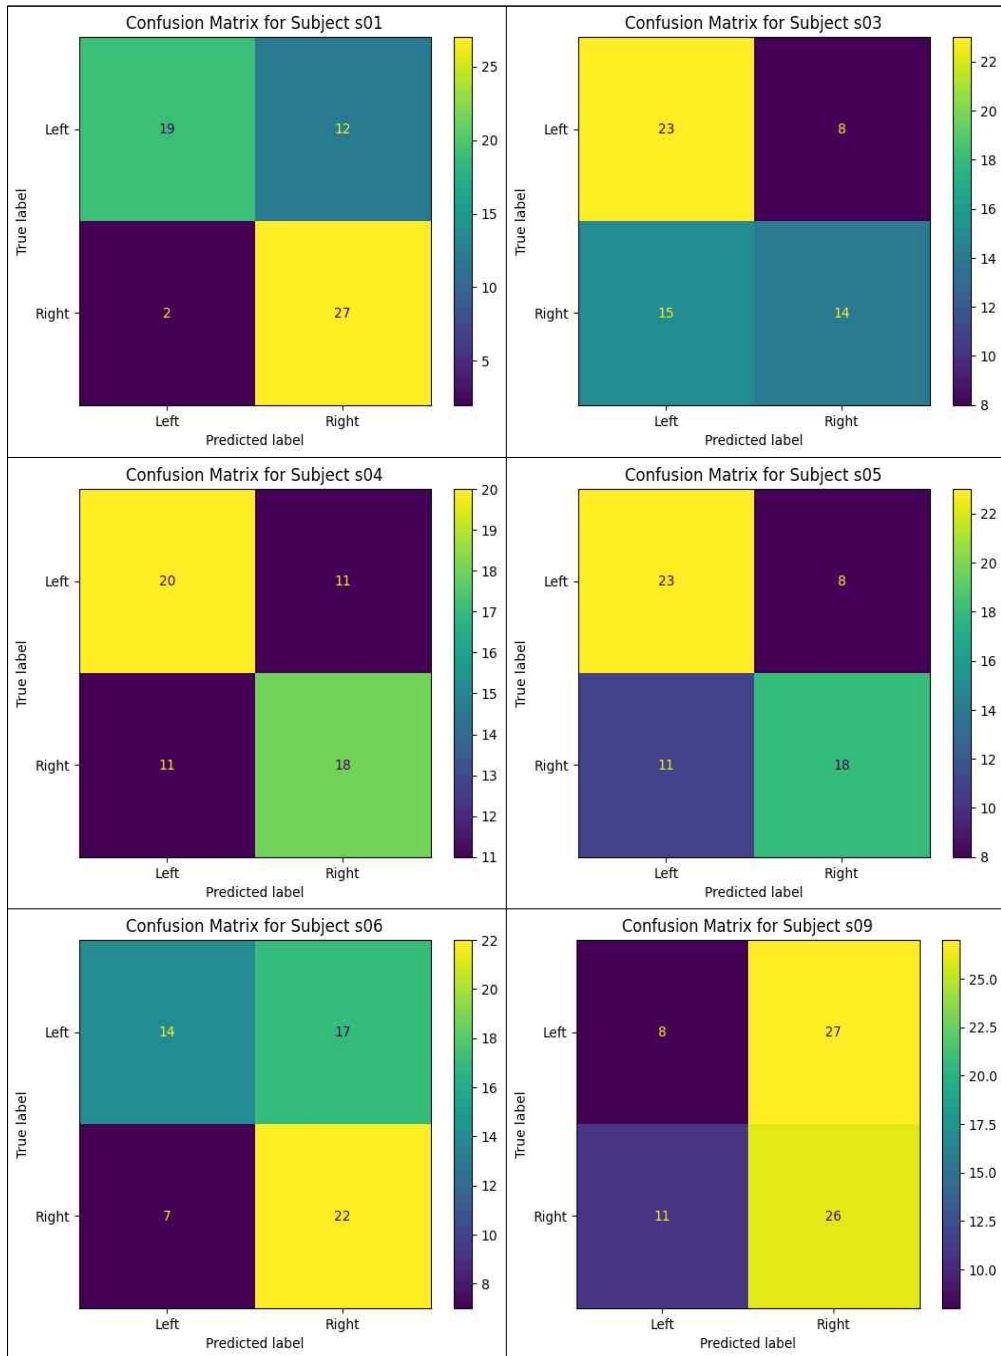 Confusion Matrix for Subject s01
25
20
15
10
5
Left
19
12
Right
2
27
True label
Left
Right
Predicted label
Confusion Matrix for Subject s03
22
20
18
16
14
12
10
8
Left
23
8
Right
15
14
True label
Left
Right
Predicted label
Confusion Matrix for Subject s04
20
19
18
17
16
15
14
13
12
11
Left
20
11
Right
11
18
True label
Left
Right
Predicted label
Confusion Matrix for Subject s05
22
20
18
16
14
12
10
8
Left
23
8
Right
11
18
True label
Left
Right
Predicted label
Confusion Matrix for Subject s06
22
20
18
16
14
12
10
8
Left
14
17
Right
7
22
True label
Left
Right
Predicted label
Confusion Matrix for Subject s09
25.0
22.5
20.0
17.5
15.0
12.5
10.0
Left
8
27
Right
11
26
True label
Left
Right
Predicted label